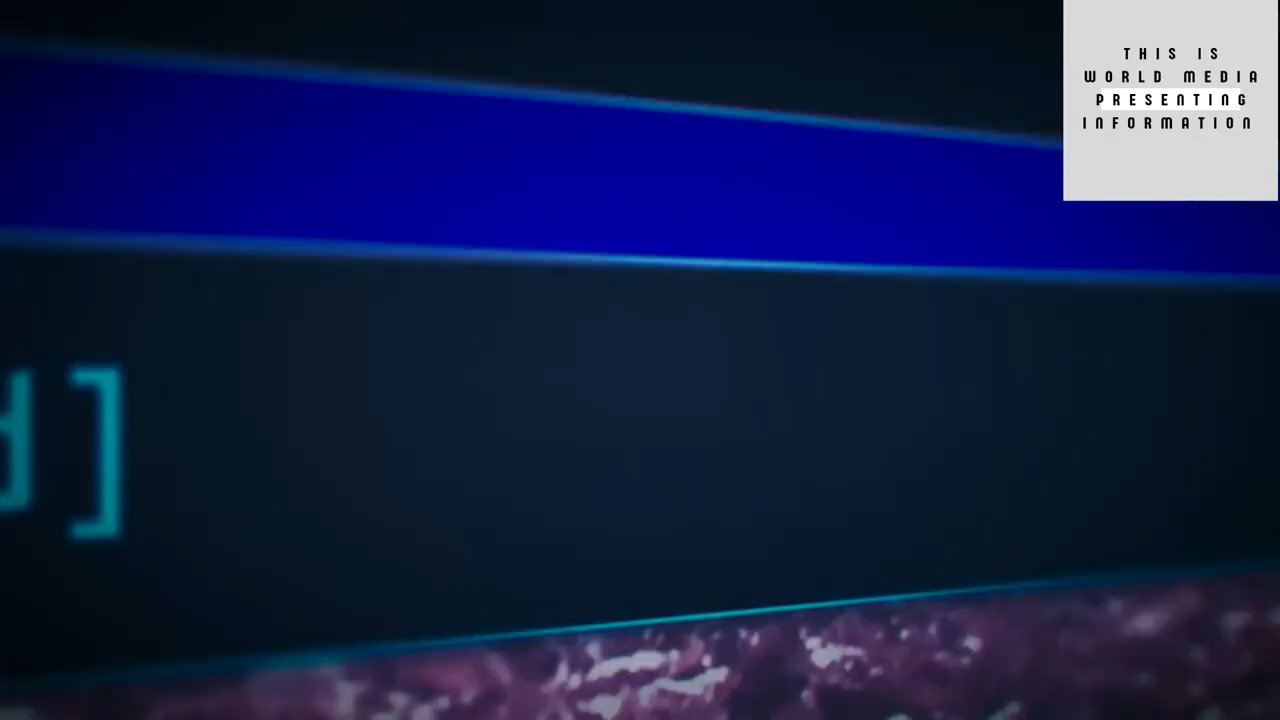 THIS IS
WORLD MEDIA
PRESENTING
INFORMATION
]